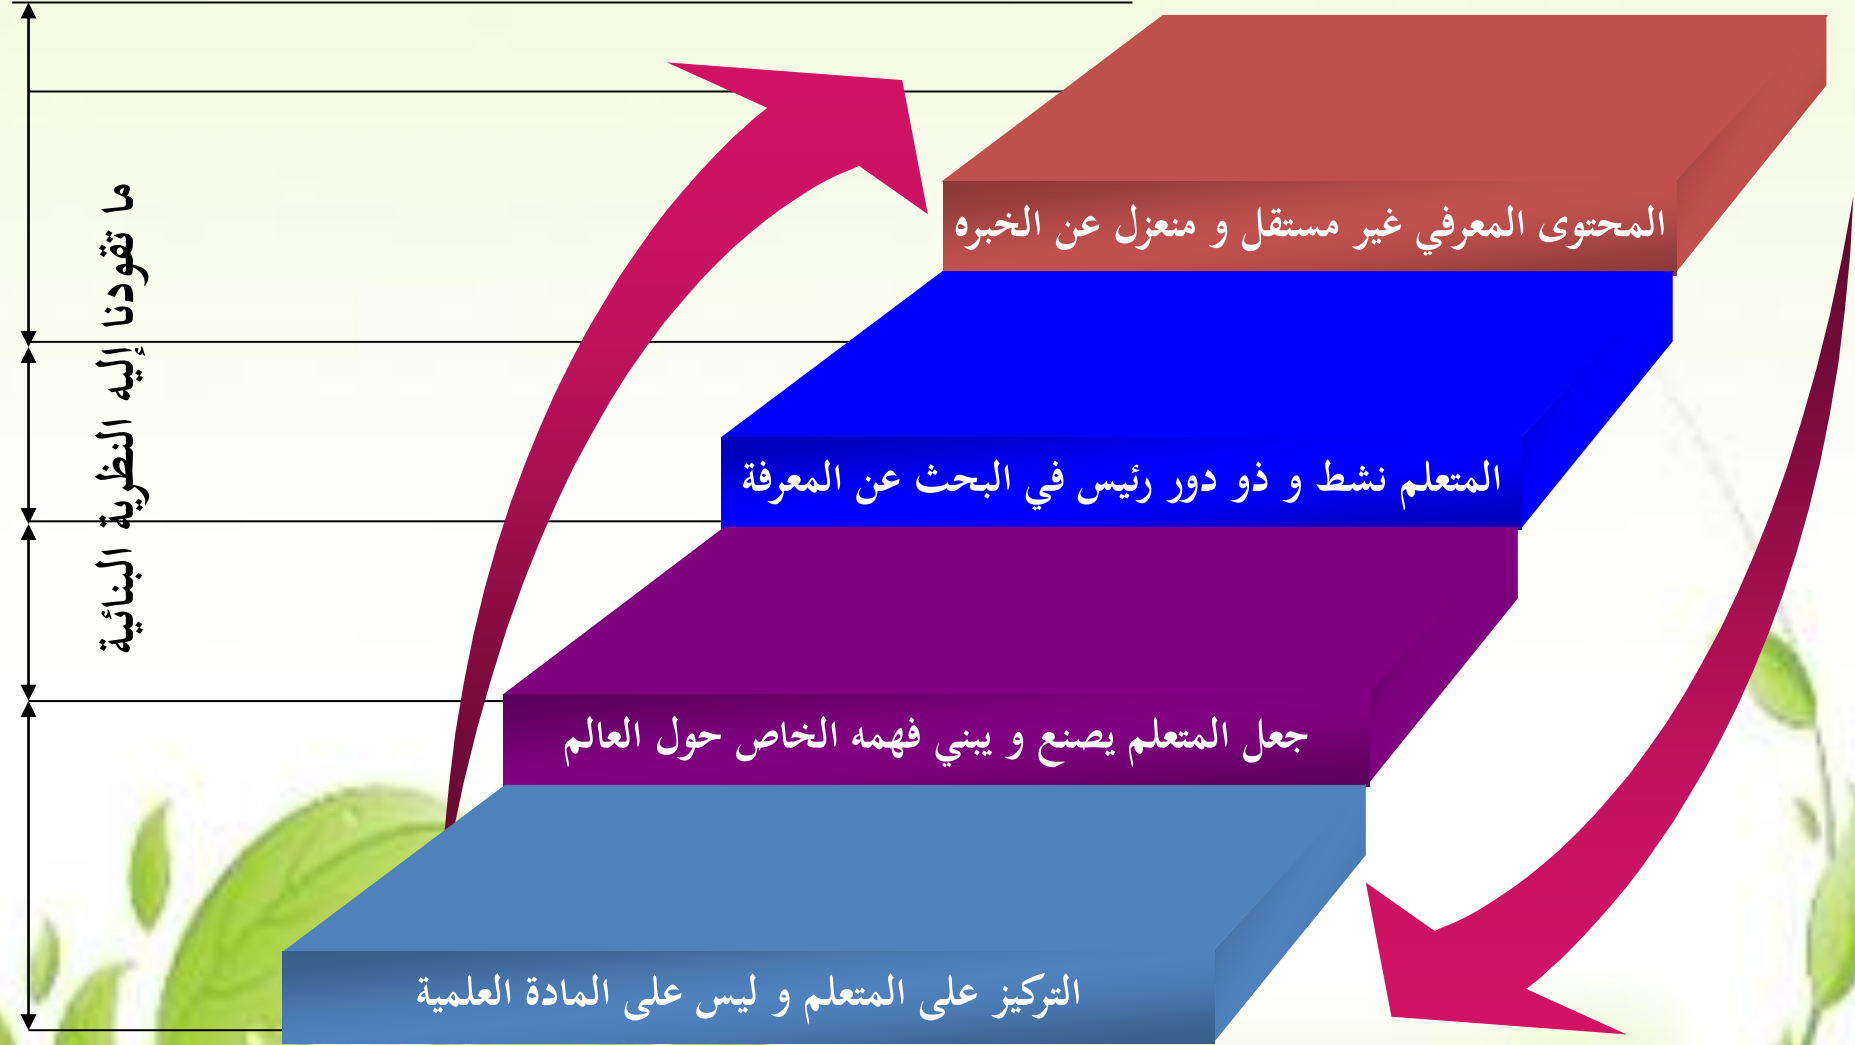 ما تقودنا إليه النظرية البنائية
المحتوى المعرفي غير مستقل و منعزل عن الخبره
المتعلم نشط و ذو دور رئيس في البحث عن المعرفة
جعل المتعلم يصنع و يبني فهمه الخاص حول العالم
التركيز على المتعلم و ليس على المادة العلمية